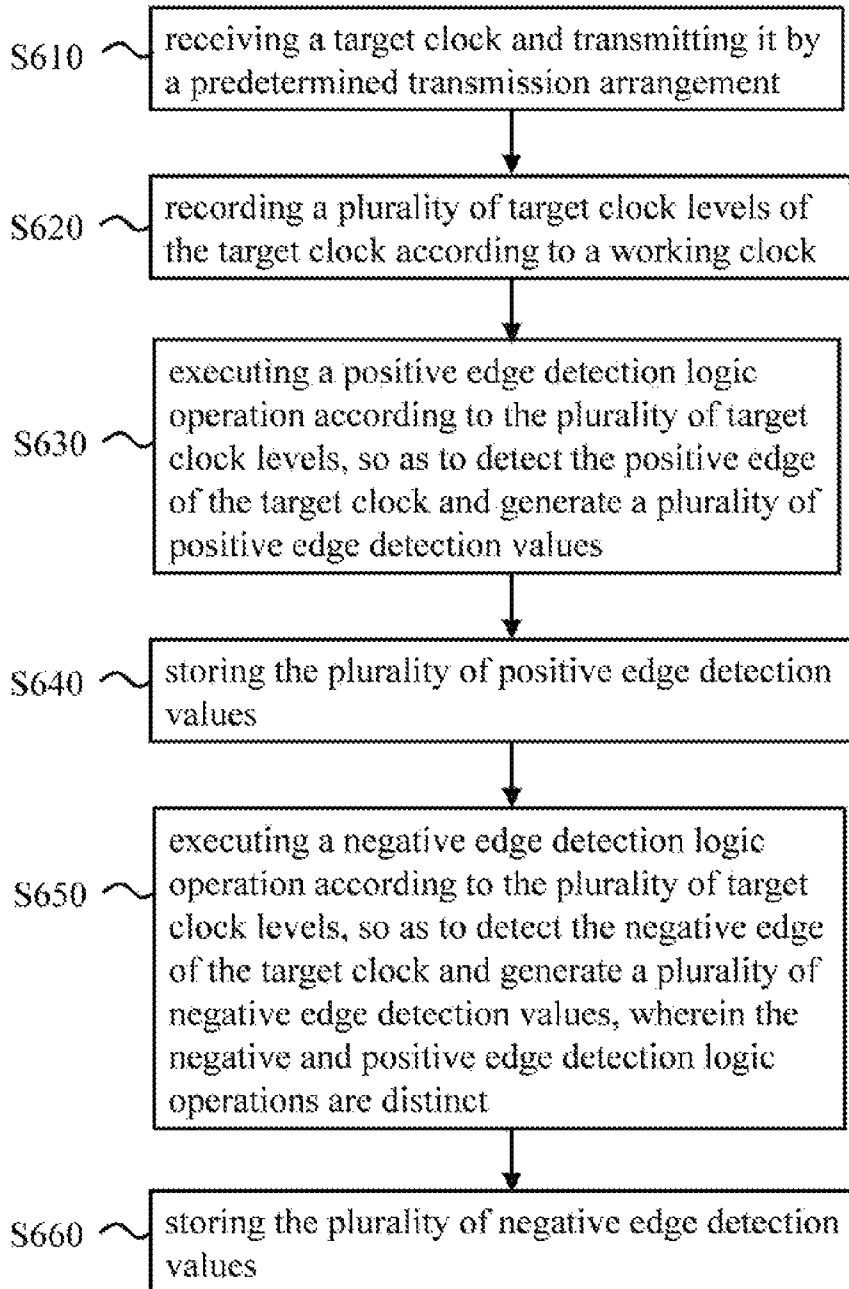 S610
receiving a target clock and transmitting it by
a predetermined transmission arrangement
S620
recording a plurality of target clock levels of
the target clock according to a working clock
S630
executing a positive edge detection logic
operation according to the plurality of target
clock levels, so as to detect the positive edge
of the target clock and generate a plurality of
positive edge detection values
S640
storing the plurality of positive edge detection
values
S650
executing a negative edge detection logic
operation according to the plurality of target
clock levels, so as to detect the negative edge
of the target clock and generate a plurality of
negative edge detection values, wherein the
negative and positive edge detection logic
operations are distinct
S660
storing the plurality of negative edge detection
values